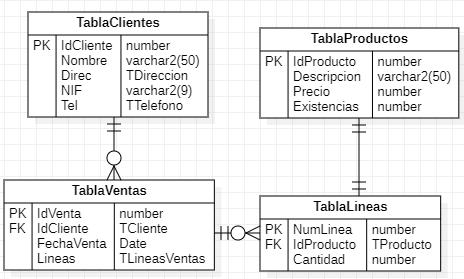 TablaClientes
PK IdCliente number
Nombre varchar2(50)
Direc TDireccion
NIF varchar2(9)
Tel TTelefono
TablaProductos
PK IdProducto number
Descripcion varchar2(50)
Precio number
Existencias number
TablaVentas
PK IdVenta number
FK IdCliente TCliente
FechaVenta Date
Lineas TLineasVentas
TablaLineas
PK NumLinea number
FK IdProducto TProducto
Cantidad number